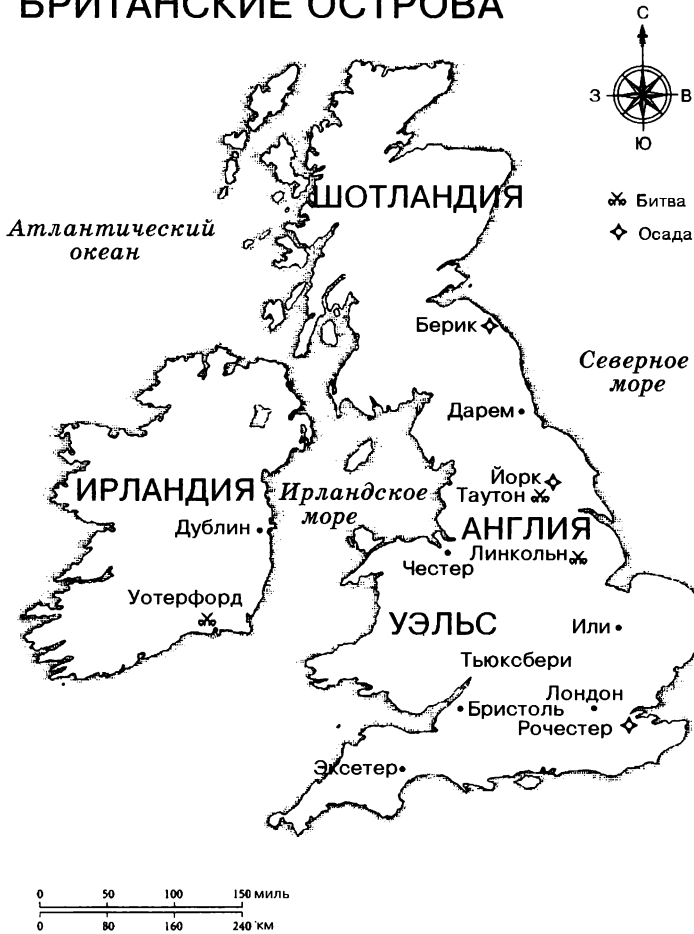 БРИТАНСКИЕ ОСТРОВА
С
З
В
Ю
ШОТЛАНДИЯ
Битва
Атлантический
океан
Осада
Берик
Северное
море
Дарем
Йорк
ИРЛАНДИЯ
Ирландское
море
Таутон
Дублин
АНГЛИЯ
Линкольн
Честер
Уотерфорд
УЭЛЬС
Или
Тьюксбери
Лондон
Бристоль
Рочестер
Эксетер
0 50 100 150 миль
0 80 160 240 км